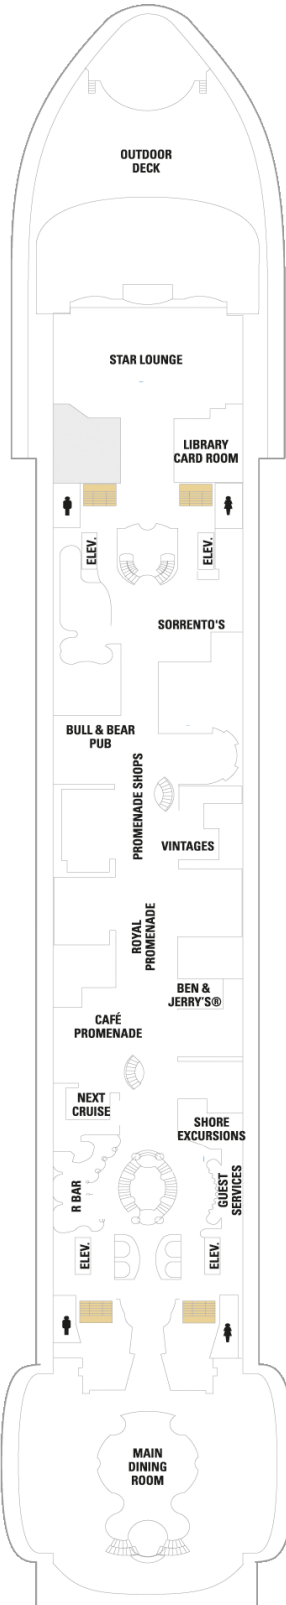 OUTDOOR
DECK
STAR LOUNGE
LIBRARY
CARD ROOM
ELEV.
ELEV.
SORRENTO'S
BULL & BEAR
PUB
PROMENADE SHOPS
VINTAGES
ROYAL
PROMENADE
BEN &
JERRY'S®
CAFÉ
PROMENADE
NEXT
CRUISE
SHORE
EXCURSIONS
R BAR
GUEST
SERVICES
ELEV.
ELEV.
MAIN
DINING
ROOM